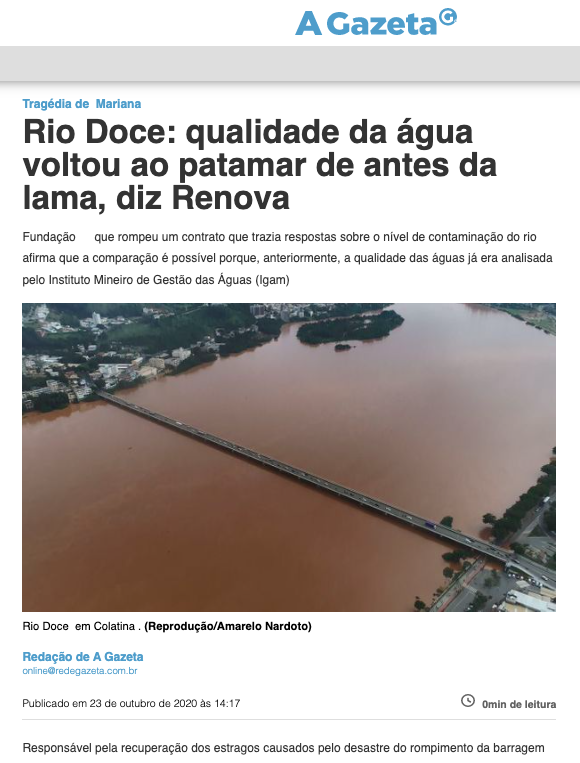 A Gazeta
Tragédia de Mariana
Rio Doce: qualidade da água
voltou ao patamar de antes da
lama, diz Renova
Fundação que rompeu um contrato que trazia respostas sobre o nível de contaminação do rio
afirma que a comparação é possível porque, anteriormente, a qualidade das águas já era analisada
pelo Instituto Mineiro de Gestão das Águas (Igam)
Rio Doce em Colatina . (Reprodução/Amarelo Nardoto)
Redação de A Gazeta
online@redegazeta.com.br
Publicado em 23 de outubro de 2020 às 14:17
0min de leitura
Responsável pela recuperação dos estragos causados pelo desastre do rompimento da barragem